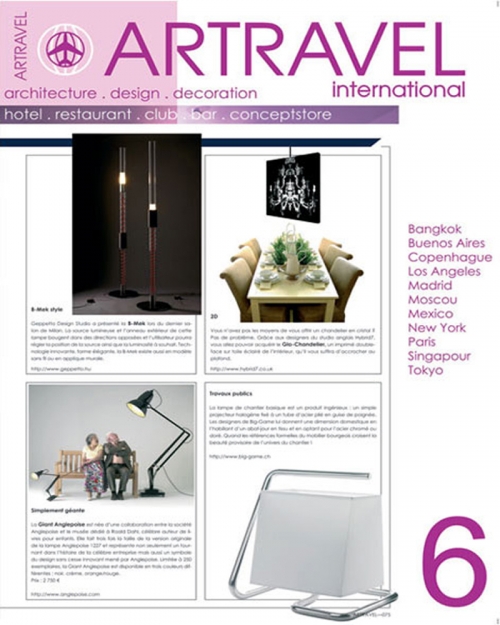 ARTRAVEL
ARTRAVEL
international
architecture . design . decoration
hotel . restaurant . club . bar . conceptstore
B-Mek style
Geppetto Design Studio a présenté la B-Mek lors du dernier sa-
lon de Milan. La source lumineuse et l'anneau extérieur de cette
lampe bougent dans des directions opposées et l'utilisateur pourra
régler la position de la source ainsi que la luminosité à souhait. Tech-
nologie innovante, forme élégante, la B-Mek existe aussi en modèle
sans fil ou en applique murale.
http://www.geppetto.hu
2D
Vous n'avez pas les moyens de vous offrir un chandelier en cristal ?
Pas de problème. Grâce aux designers du studio anglais Hybrid7,
vous allez pouvoir acquérir le Glo-Chandelier, un imprimé double-
face sur toile éclairé de l'intérieur, qu'il vous suffira d'accrocher au
plafond.
http://www.hybrid7.co.uk
Simplement géante
La Giant Anglepoise est née d'une collaboration entre la société
Anglepoise et le musée dédié à Roald Dahl, célèbre auteur de li-
vres pour enfants. Elle fait trois fois la taille de la version originale
de la lampe Anglepoise 1227 et représente non seulement un tour-
nant dans l'histoire de la célèbre entreprise mais aussi un symbole
du design sans cesse innovant mené par Anglepoise. Limitée à 250
exemplaires, la Giant Anglepoise est disponible en trois couleurs dif-
férentes : noir, crème, orange/rouge.
Prix : 2 750 €
http://www.anglepoise.com
Travaux publics
La lampe de chantier basique est un produit ingénieux : un simple
projecteur halogène fixé à un tube d'acier plié en guise de poignée.
Les designers de Big-Game lui donnent une dimension domestique en
l'habillant d'un abat-jour en tissu et en optant pour l'acier chromé ou
doré. Quand les références formelles du mobilier bourgeois croisent la
beauté provisoire de l'univers du chantier !
http://www.big-game.ch
Bangkok
Buenos Aires
Copenhague
Los Angeles
Madrid
Moscou
Mexico
New York
Paris
Singapour
Tokyo
6
ARTRAVEL—075